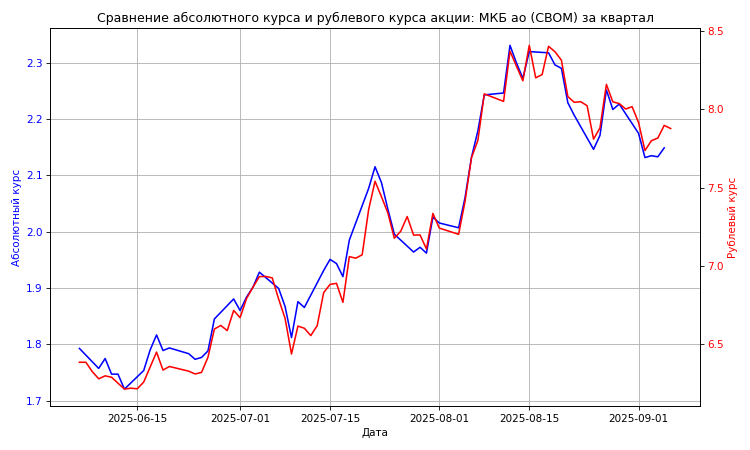 Сравнение абсолютного курса и рублевого курса акции: МКБ ао (CBOM) за квартал
8.5
2.3
8.0
2.2
2.1
7.5
Абсолютный курс
Рублевый курс
2.0
7.0
1.9
1.8
6.5
1.7
2025-06-15 2025-07-01 2025-07-15 2025-08-01 2025-08-15 2025-09-01
Дата